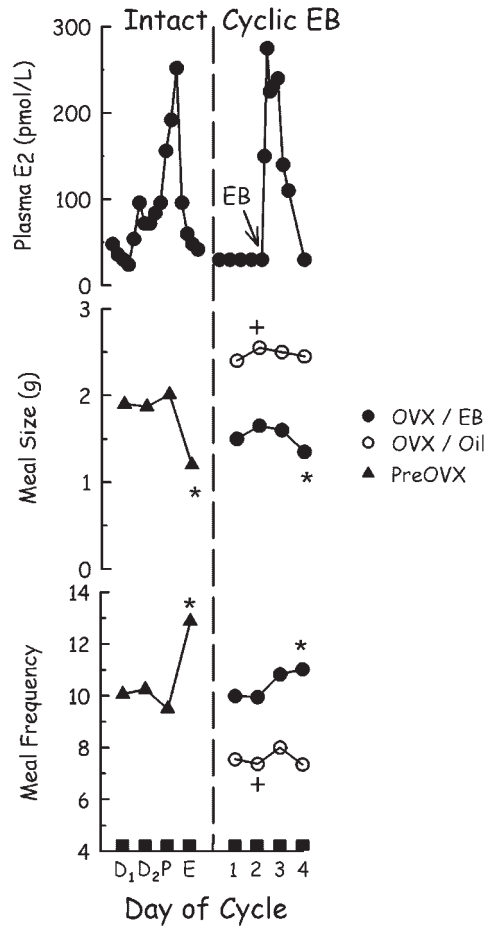 Intact Cyclic EB
Plasma E2 (pmol/L)
300
200
100
0
EB
Meal Size (g)
3
2
1
0
+
*
*
OVX / EB
OVX / Oil
PreOVX
Meal Frequency
14
12
10
8
6
4
*
*
+
D1 D2 P E 1 2 3 4
Day of Cycle